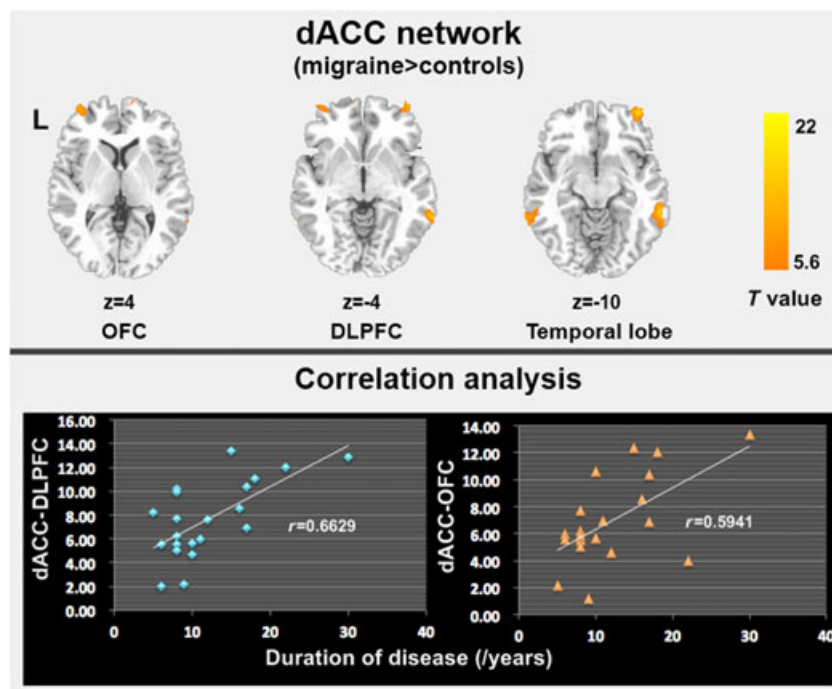 dACC network
(migraine>controls)
L
22
5.6
T value
z=4
z=-4
z=-10
OFC
DLPFC
Temporal lobe
Correlation analysis
dACC-DLPFC
16.00
14.00
12.00
10.00
8.00
6.00
4.00
2.00
0.00
r=0.6629
0
10
20
30
40
dACC-OFC
14.00
12.00
10.00
8.00
6.00
4.00
2.00
0.00
r=0.5941
0
10
20
30
40
Duration of disease (/years)